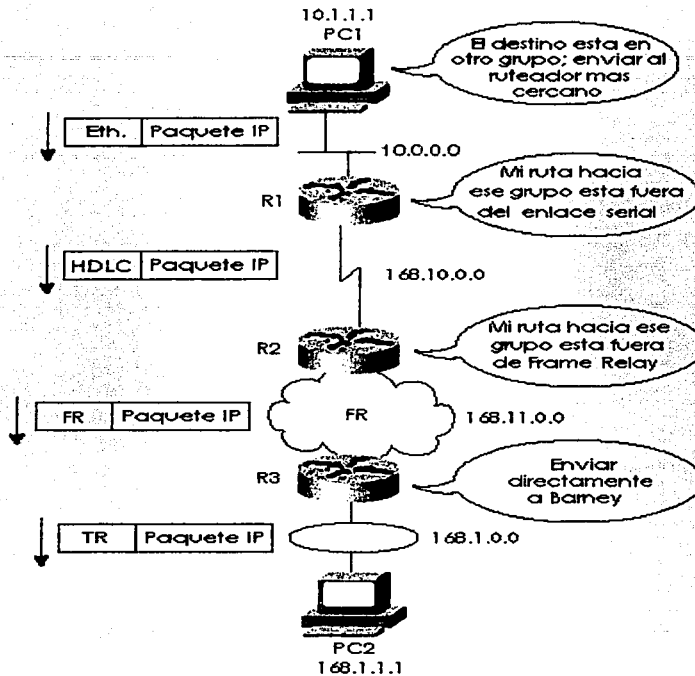 10.1.1.1
PC1
El destino esta en
otro grupo; enviar al
ruteador mas
cercano
Eth. Paquete IP
10.0.0.0
R1
Mi ruta hacia
ese grupo esta fuera
del enlace serial
HDLC Paquete IP
168.10.0.0
R2
Mi ruta hacia ese
grupo esta fuera
de Frame Relay
FR Paquete IP
FR
168.11.0.0
R3
Enviar
directamente
a Barney
TR Paquete IP
168.1.0.0
PC2
168.1.1.1